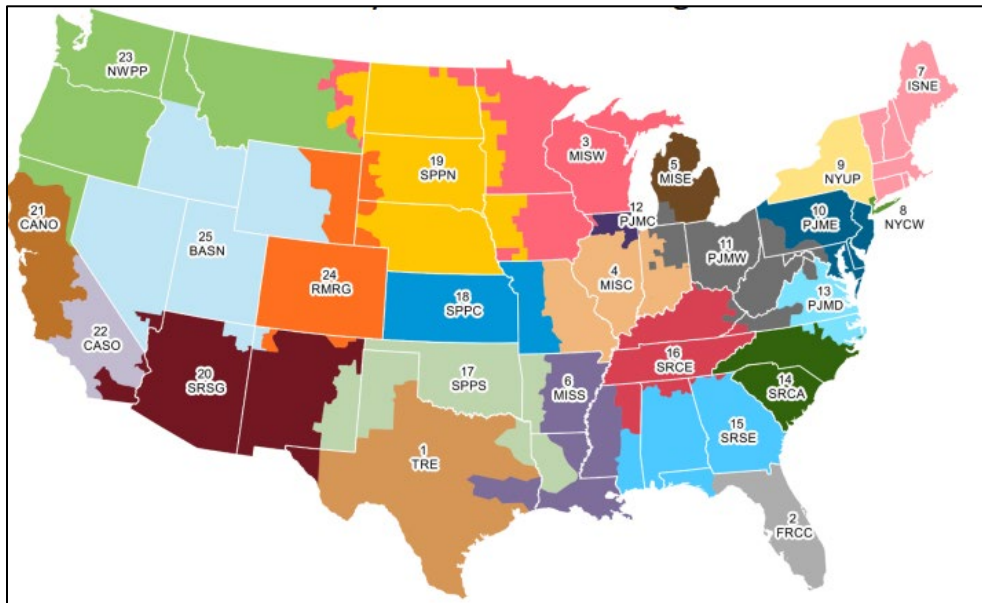 7
ISNE
23
NWPP
3
MISW
5
MISE
9
NYUP
19
SPPN
8
NYCW
12
PJMC
10
PJME
21
CANO
25
BASN
11
PJMW
4
MISC
24
RMRG
13
PJMD
18
SPPC
22
CASO
16
SRCE
17
SPPS
20
SRSG
6
MISS
14
SRCA
15
SRSE
1
TRE
2
FRCC